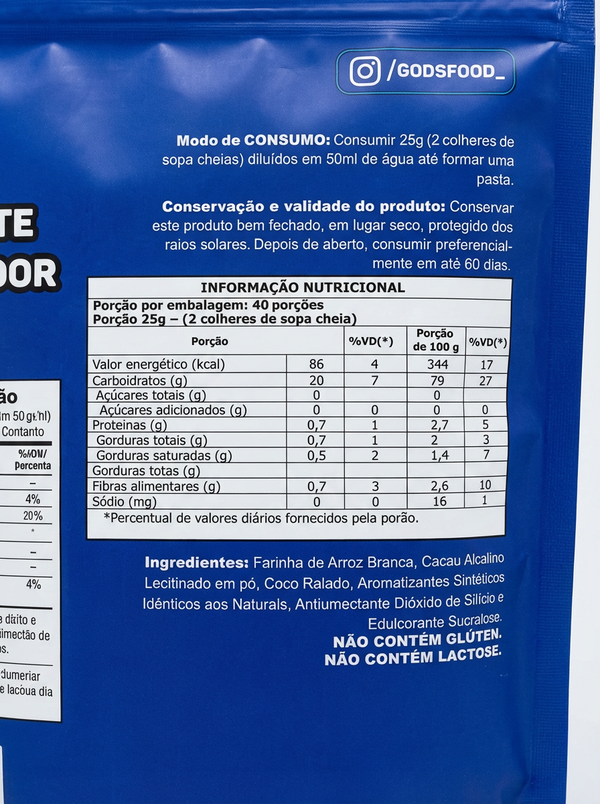 /GODSFOOD_
Modo de CONSUMO: Consumir 25g (2 colheres de
sopa cheias) diluídos em 50ml de água até formar uma
pasta.
Conservação e validade do produto: Conservar
este produto bem fechado, em lugar seco, protegido dos
raios solares. Depois de aberto, consumir preferencial-
mente em até 60 dias.
TE
DOR
INFORMAÇÃO NUTRICIONAL
Porção por embalagem: 40 porções
Porção 25g – (2 colheres de sopa cheia)
Porção %VD(*) Porção de 100 g %VD(*)
Valor energético (kcal) 86 4 344 17
Carboidratos (g) 20 7 79 27
Açúcares totais (g) 0 0
Açúcares adicionados (g) 0 0 0 0
Proteinas (g) 0,7 1 2,7 5
Gorduras totais (g) 0,7 1 2 3
Gorduras saturadas (g) 0,5 2 1,4 7
Gorduras totas (g)
Fibras alimentares (g) 0,7 3 2,6 10
Sódio (mg) 0 0 16 1
*Percentual de valores diários fornecidos pela porão.
Ingredientes: Farinha de Arroz Branca, Cacau Alcalino
Lecitinado em pó, Coco Ralado, Aromatizantes Sintéticos
Idénticos aos Naturals, Antiumectante Dióxido de Silício e
Edulcorante Sucralose.
NÃO CONTÉM GLÚTEN.
NÃO CONTÉM LACTOSE.
ão
Contanto
porcenta
–
4%
20%
–
–
4%
e lacòua dia